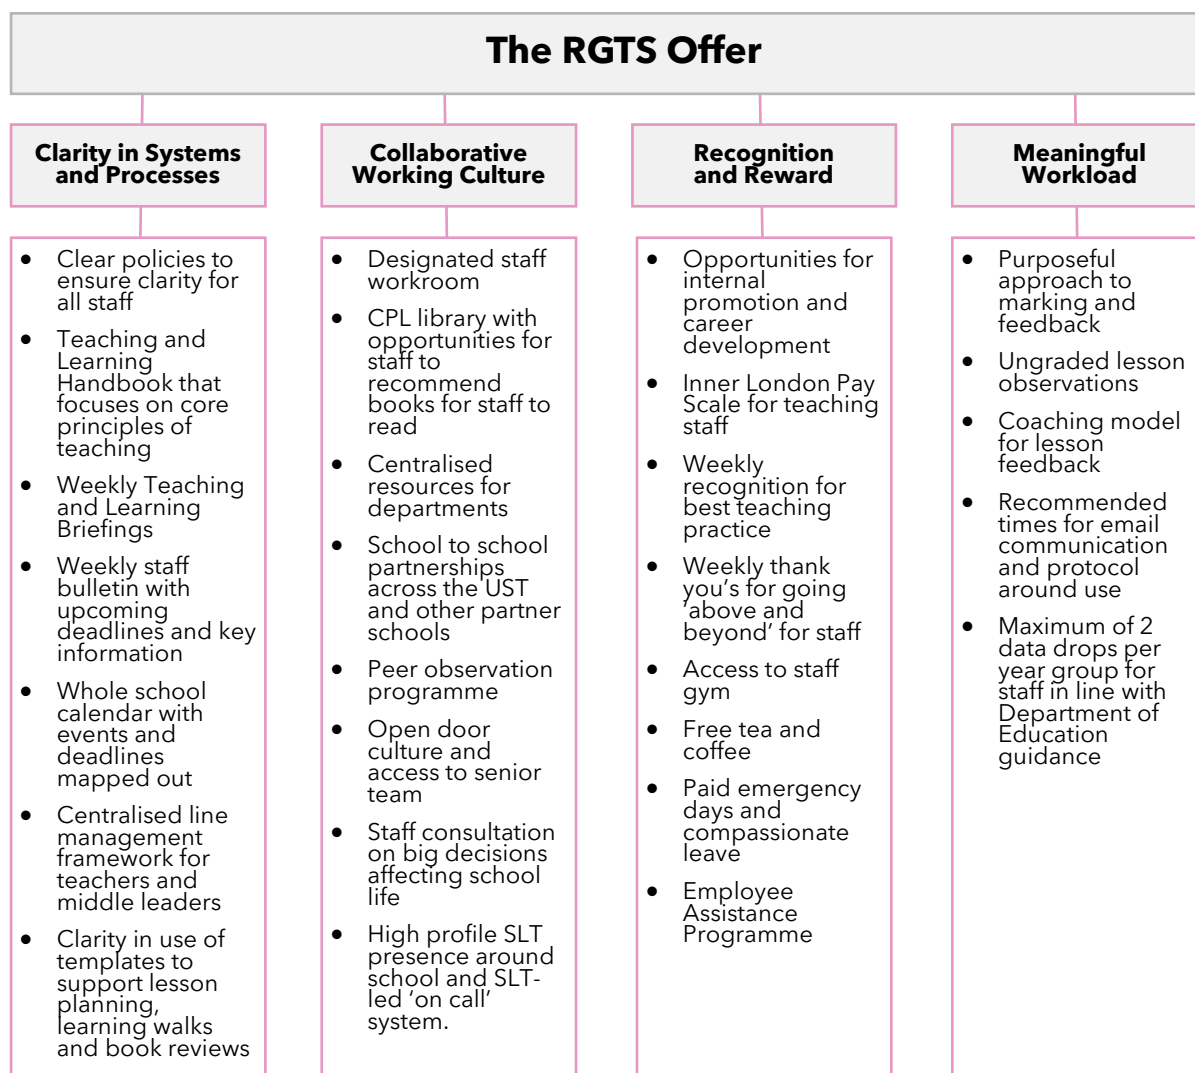 The RGTS Offer
Clarity in Systems
and Processes
• Clear policies to
ensure clarity for
all staff
• Teaching and
Learning
Handbook that
focuses on core
principles of
teaching
• Weekly Teaching
and Learning
Briefings
• Weekly staff
bulletin with
upcoming
deadlines and key
information
• Whole school
calendar with
events and
deadlines
mapped out
• Centralised line
management
framework for
teachers and
middle leaders
• Clarity in use of
templates to
support lesson
planning,
learning walks
and book reviews
Collaborative
Working Culture
• Designated staff
workroom
• CPL library with
opportunities for
staff to
recommend
books for staff to
read
• Centralised
resources for
departments
• School to school
partnerships
across the UST
and other partner
schools
• Peer observation
programme
• Open door
culture and
access to senior
team
• Staff consultation
on big decisions
affecting school
life
• High profile SLT
presence around
school and SLT-
led ‘on call’
system.
Recognition
and Reward
• Opportunities for
internal
promotion and
career
development
• Inner London Pay
Scale for teaching
staff
• Weekly
recognition for
best teaching
practice
• Weekly thank
you’s for going
‘above and
beyond’ for staff
• Access to staff
gym
• Free tea and
coffee
• Paid emergency
days and
compassionate
leave
• Employee
Assistance
Programme
Meaningful
Workload
• Purposeful
approach to
marking and
feedback
• Ungraded lesson
observations
• Coaching model
for lesson
feedback
• Recommended
times for email
communication
and protocol
around use
• Maximum of 2
data drops per
year group for
staff in line with
Department of
Education
guidance